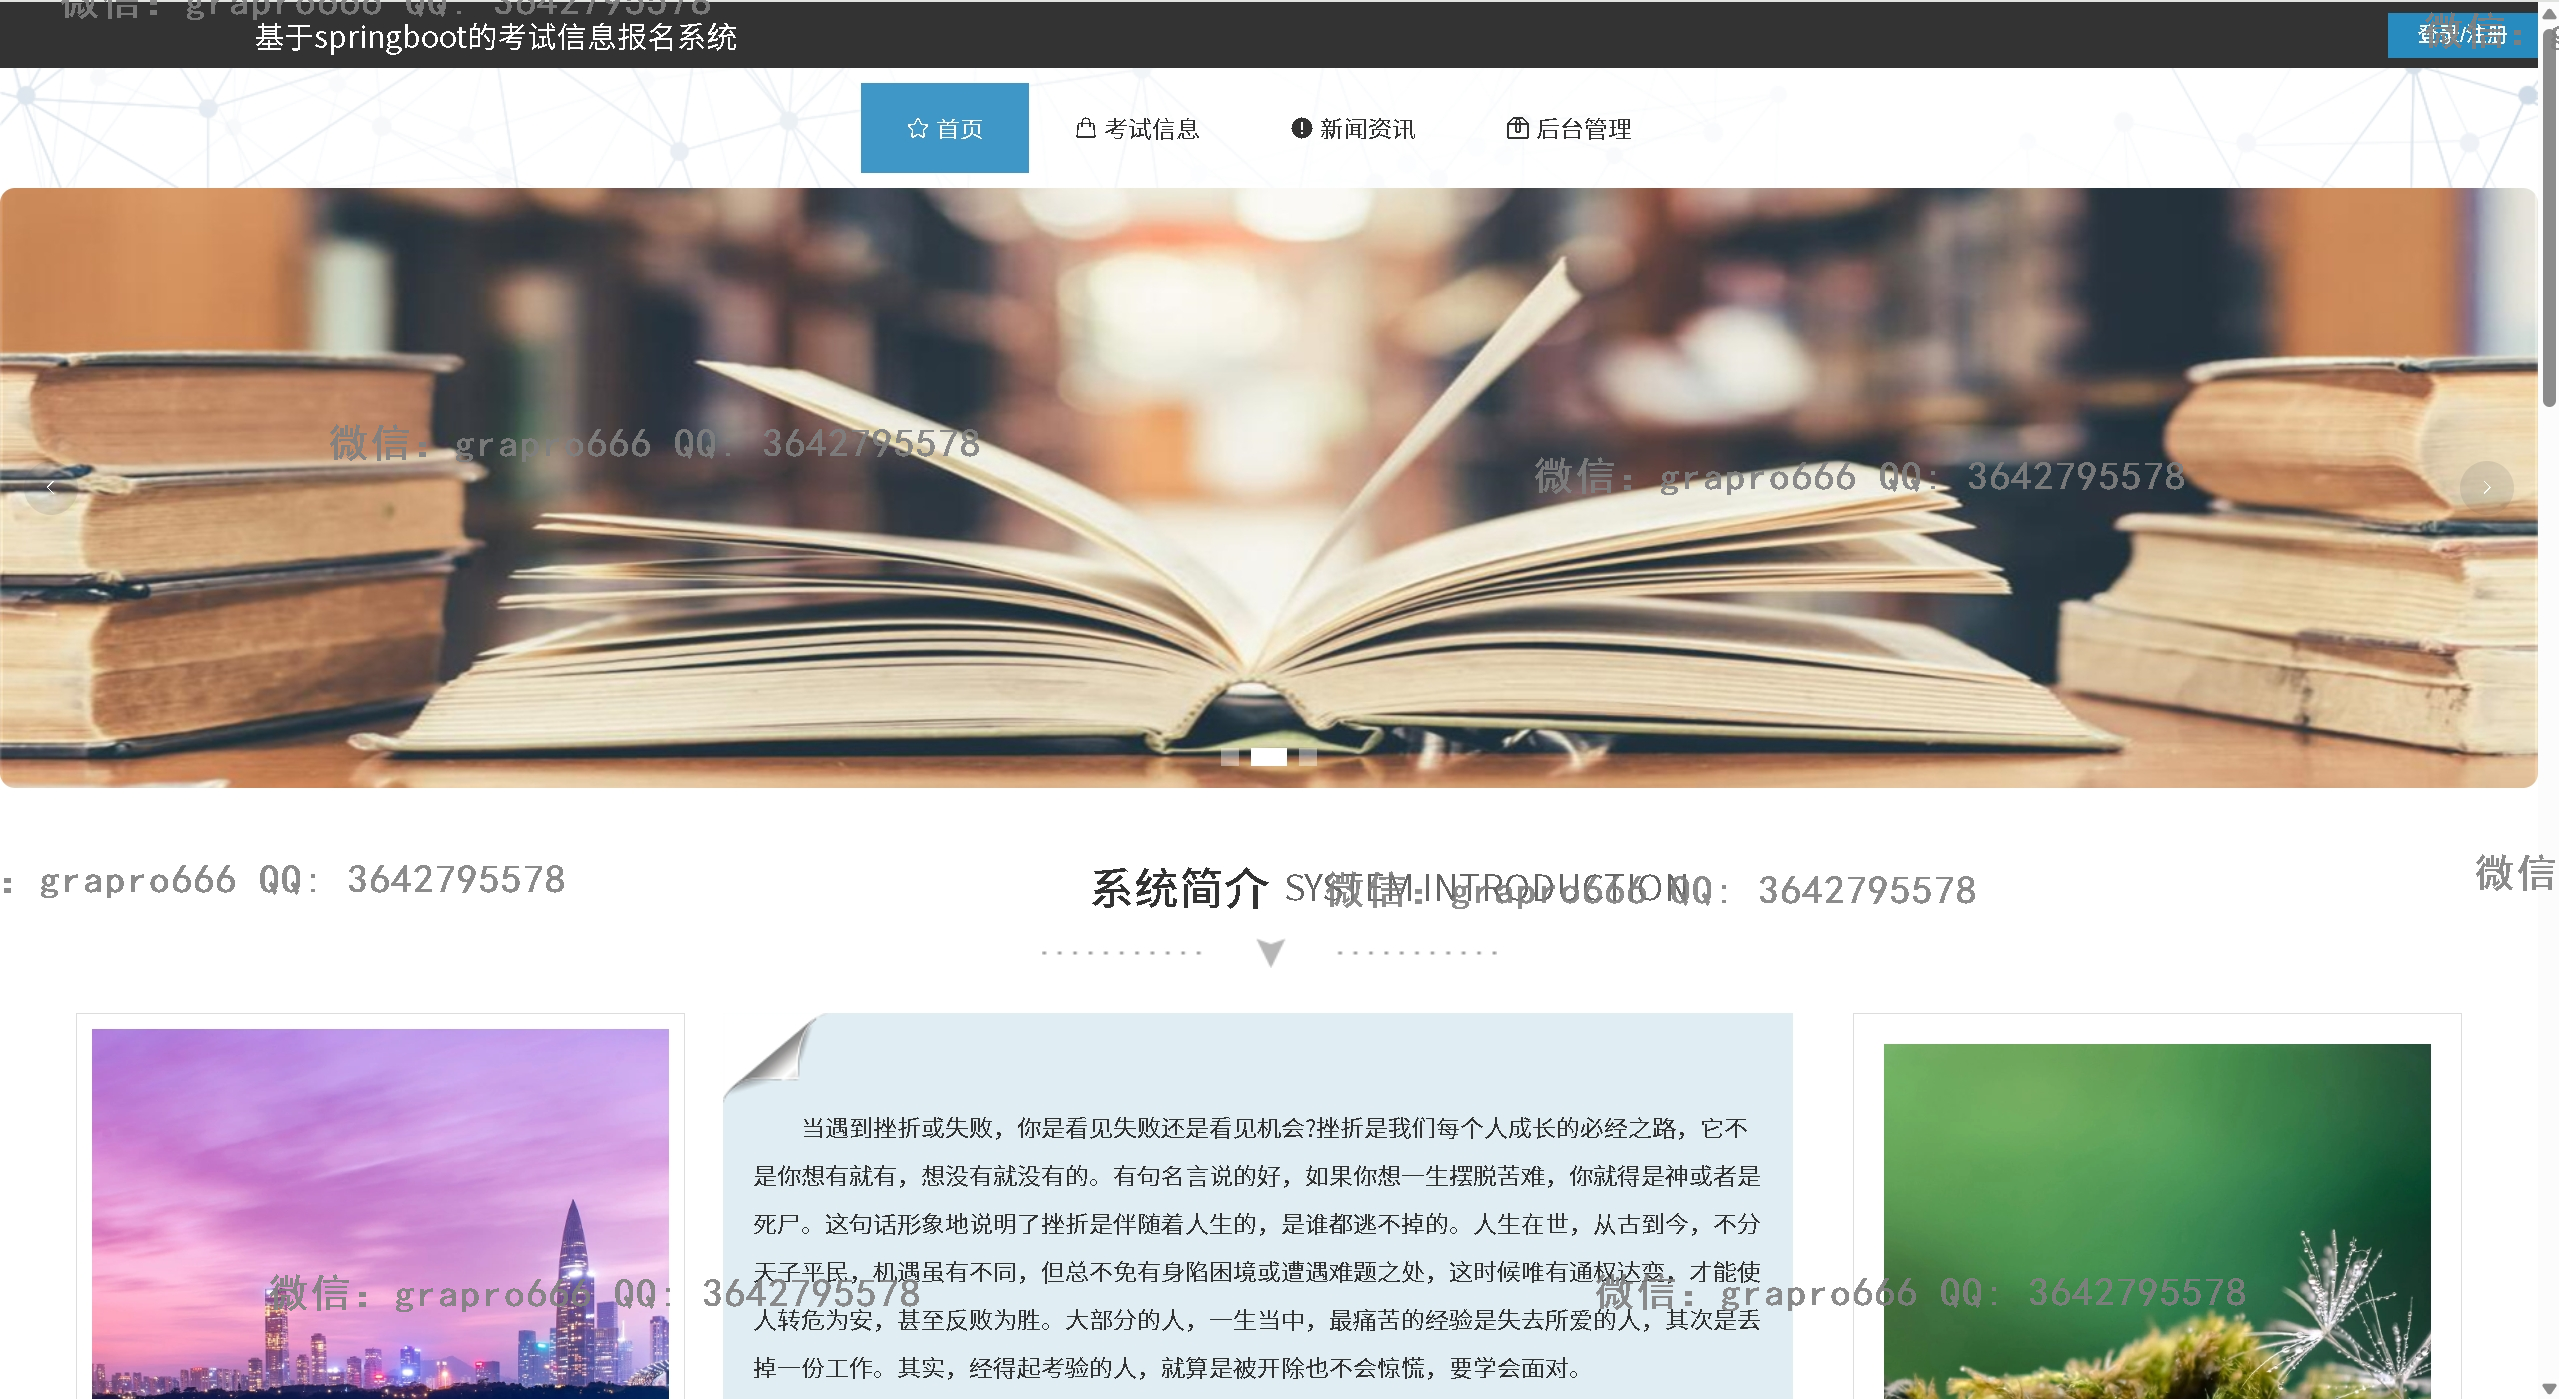 微信: grapro666 QQ: 3642795578
基于springboot的考试信息报名系统
登录/注册
微信:
首页
考试信息
新闻资讯
后台管理
微信: grapro666 QQ: 3642795578
微信: grapro666 QQ: 3642795578
: grapro666 QQ: 3642795578
系统简介 SYSTEM INTRODUCTION
微信: grapro666 QQ: 3642795578
微信
当遇到挫折或失败，你是看见失败还是看见机会?挫折是我们每个人成长的必经之路，它不
是你想有就有，想没有就没有的。有句名言说的好，如果你想一生摆脱苦难，你就得是神或者是
死尸。这句话形象地说明了挫折是伴随着人生的，是谁都逃不掉的。人生在世，从古到今，不分
天子平民，机遇虽有不同，但总不免有身陷困境或遭遇难题之处，这时候唯有通权达变，才能使
微信: grapro666 QQ: 3642795578
微信: grapro666 QQ: 3642795578
人转危为安，甚至反败为胜。大部分的人，一生当中，最痛苦的经验是失去所爱的人，其次是丢
掉一份工作。其实，经得起考验的人，就算是被开除也不会惊慌，要学会面对。